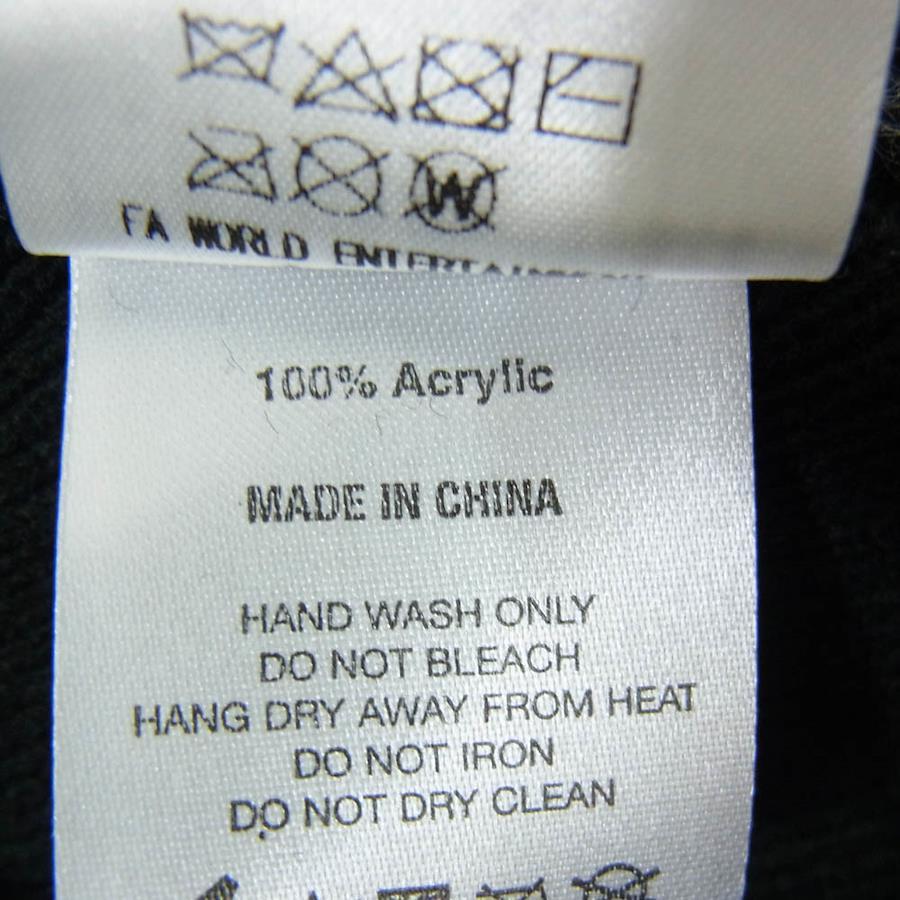 W
FA WORLD ENTERTAINMENT
100% Acrylic
MADE IN CHINA
HAND WASH ONLY
DO NOT BLEACH
HANG DRY AWAY FROM HEAT
DO NOT IRON
DO NOT DRY CLEAN